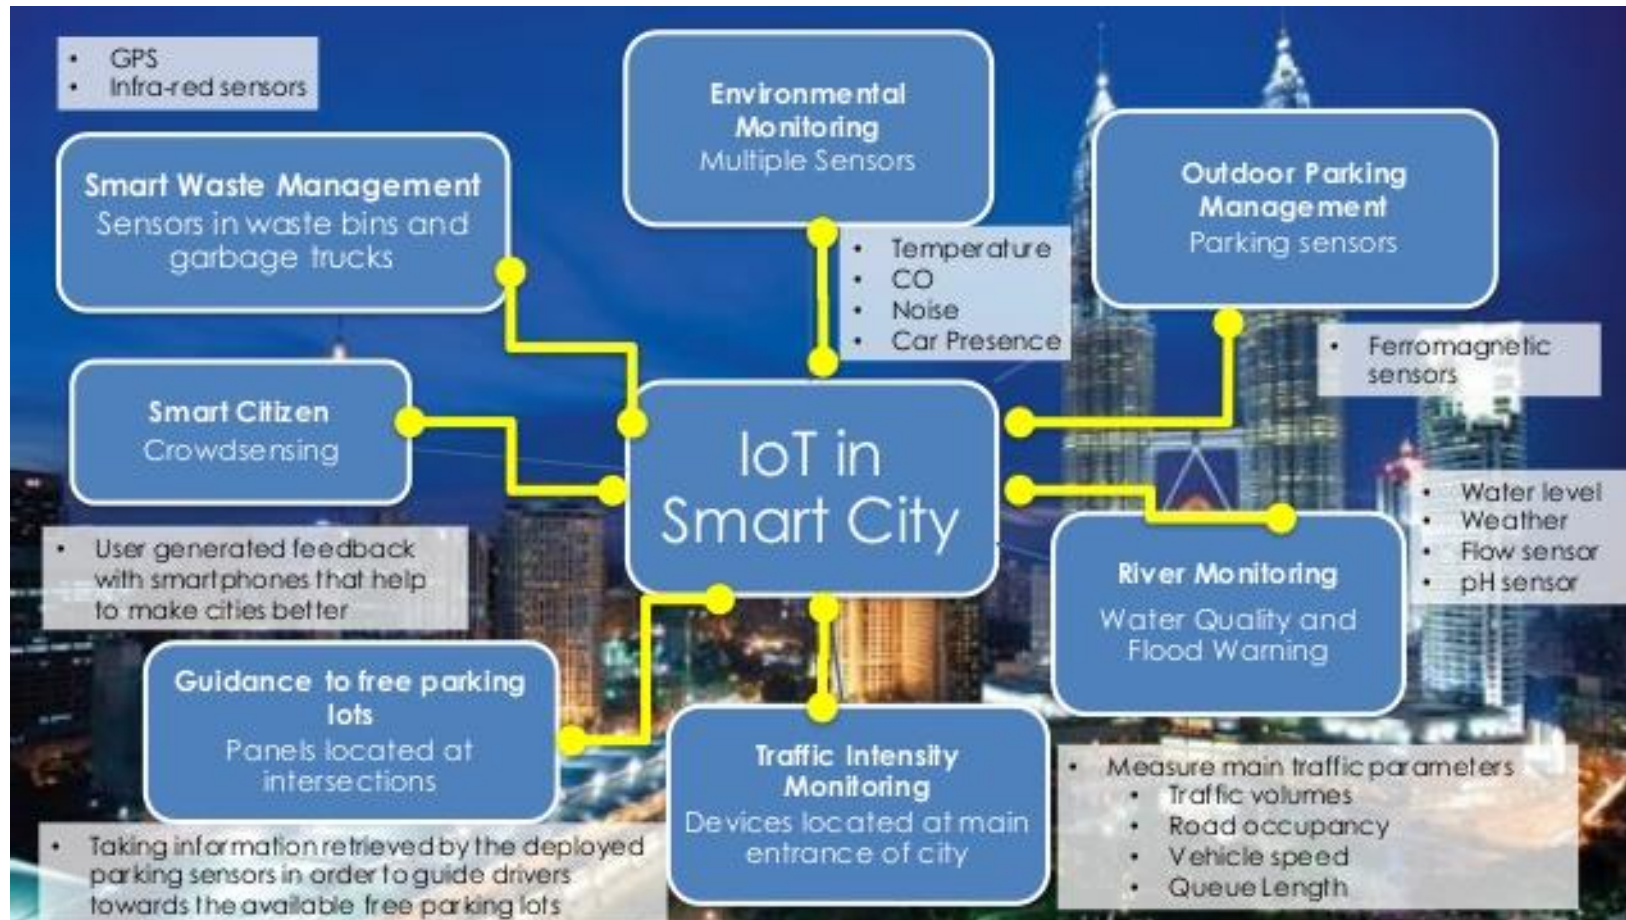 • GPS
• Infra-red sensors
Smart Waste Management
Sensors in waste bins and
garbage trucks
Environmental
Monitoring
Multiple Sensors
• Temperature
• CO
• Noise
• Car Presence
Outdoor Parking
Management
Parking sensors
• Ferromagnetic
sensors
Smart Citizen
Crowdsensing
• User generated feedback
with smartphones that help
to make cities better
IoT in
Smart City
• Water level
• Weather
• Flow sensor
• pH sensor
River Monitoring
Water Quality and
Flood Warning
Guidance to free parking
lots
Panels located at
intersections
• Taking information retrieved by the deployed
parking sensors in order to guide drivers
towards the available free parking lots
Traffic Intensity
Monitoring
Devices located at main
entrance of city
• Measure main traffic parameters
• Traffic volumes
• Road occupancy
• Vehicle speed
• Queue Length